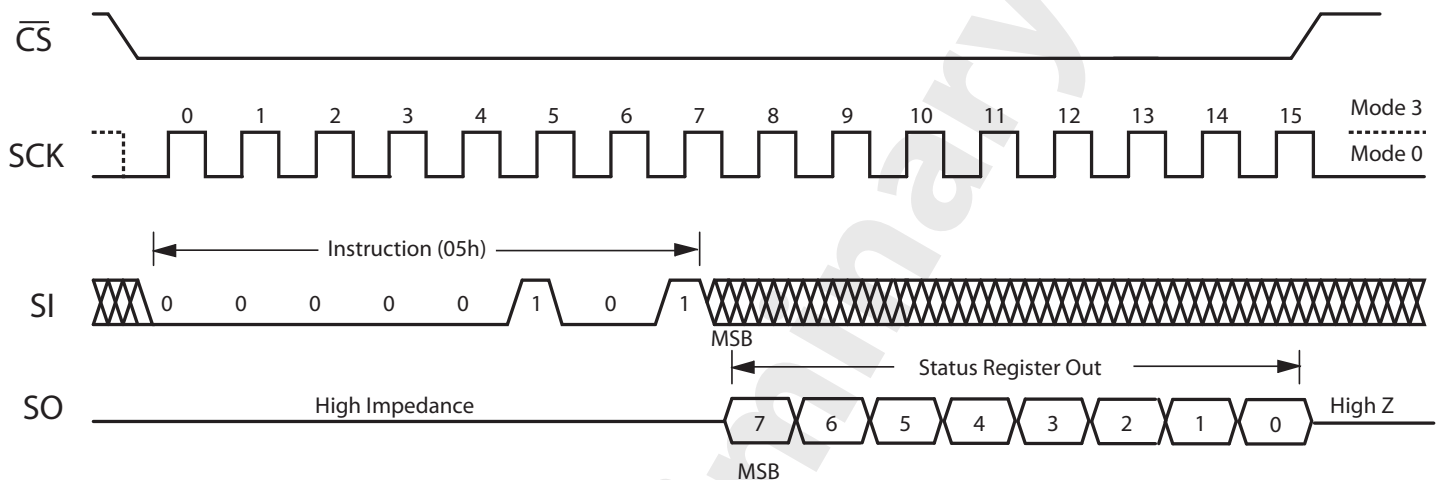 CS
0 1 2 3 4 5 6 7 8 9 10 11 12 13 14 15
Mode 3
SCK
Mode 0
Instruction (05h)
SI
0 0 0 0 0 1 0 1
MSB
Status Register Out
SO
High Impedance
7 6 5 4 3 2 1 0
High Z
MSB